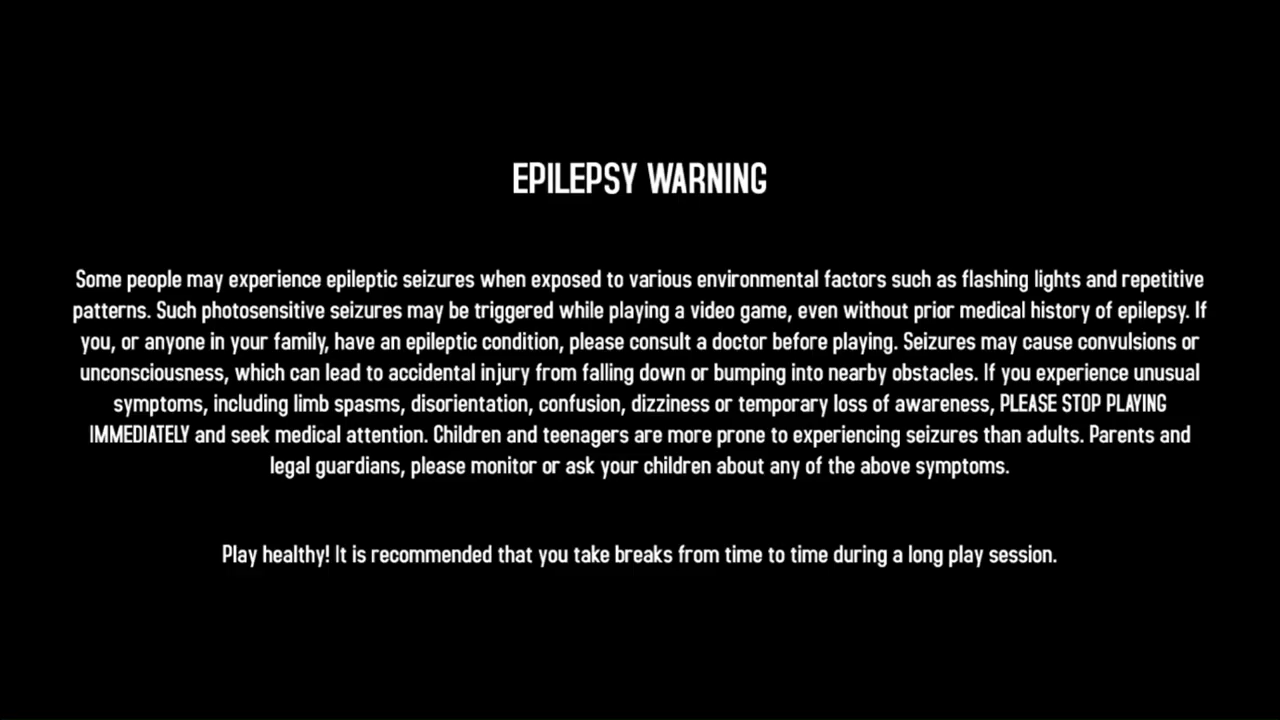 EPILEPSY WARNING
Some people may experience epileptic seizures when exposed to various environmental factors such as flashing lights and repetitive
patterns. Such photosensitive seizures may be triggered while playing a video game, even without prior medical history of epilepsy. If
you, or anyone in your family, have an epileptic condition, please consult a doctor before playing. Seizures may cause convulsions or
unconsciousness, which can lead to accidental injury from falling down or bumping into nearby obstacles. If you experience unusual
symptoms, including limb spasms, disorientation, confusion, dizziness or temporary loss of awareness, PLEASE STOP PLAYING
IMMEDIATELY and seek medical attention. Children and teenagers are more prone to experiencing seizures than adults. Parents and
legal guardians, please monitor or ask your children about any of the above symptoms.
Play healthy! It is recommended that you take breaks from time to time during a long play session.